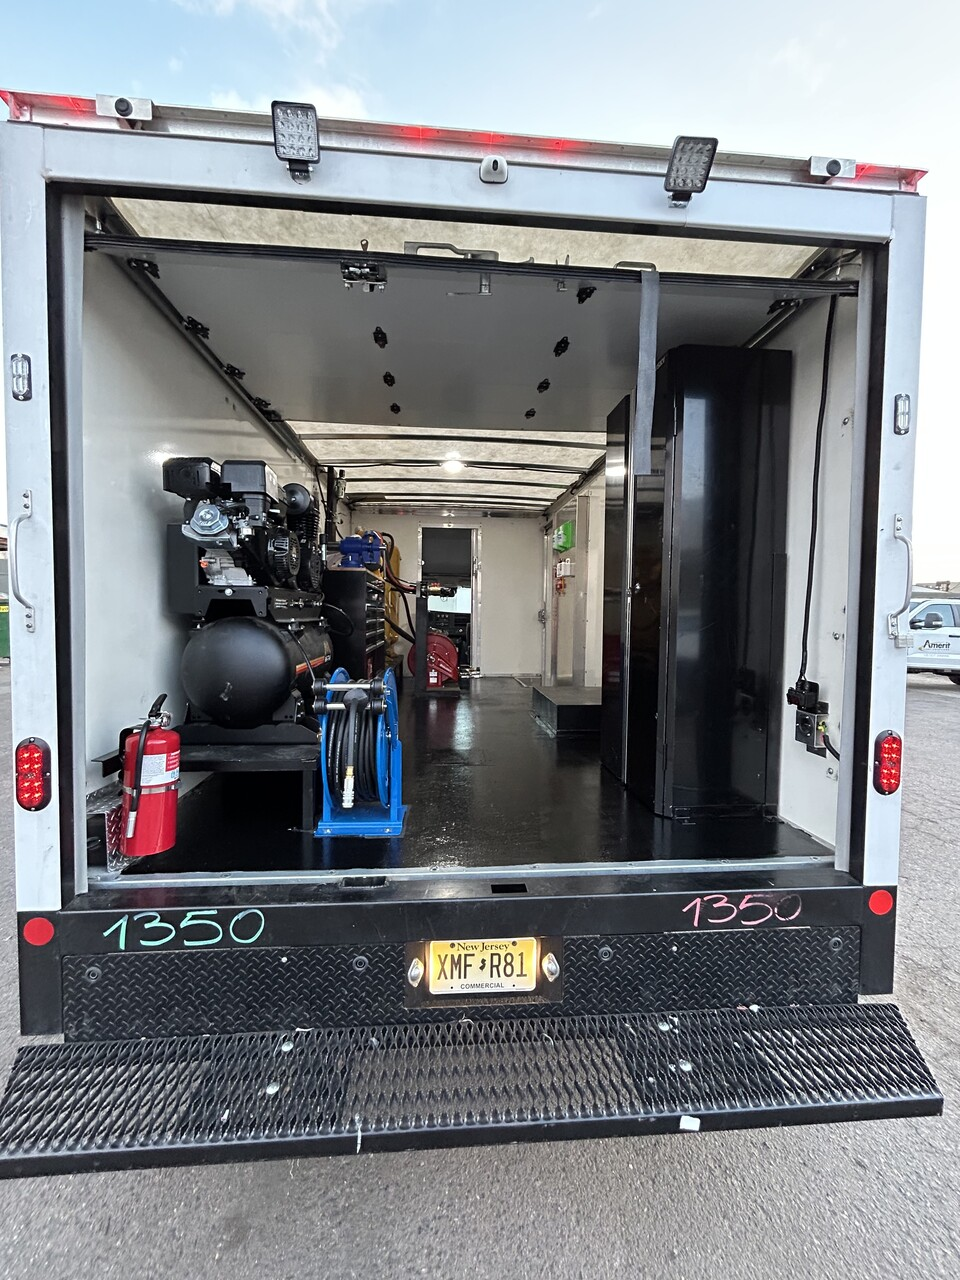 Amerit
1350
1350
New Jersey
XMF R81
COMMERCIAL